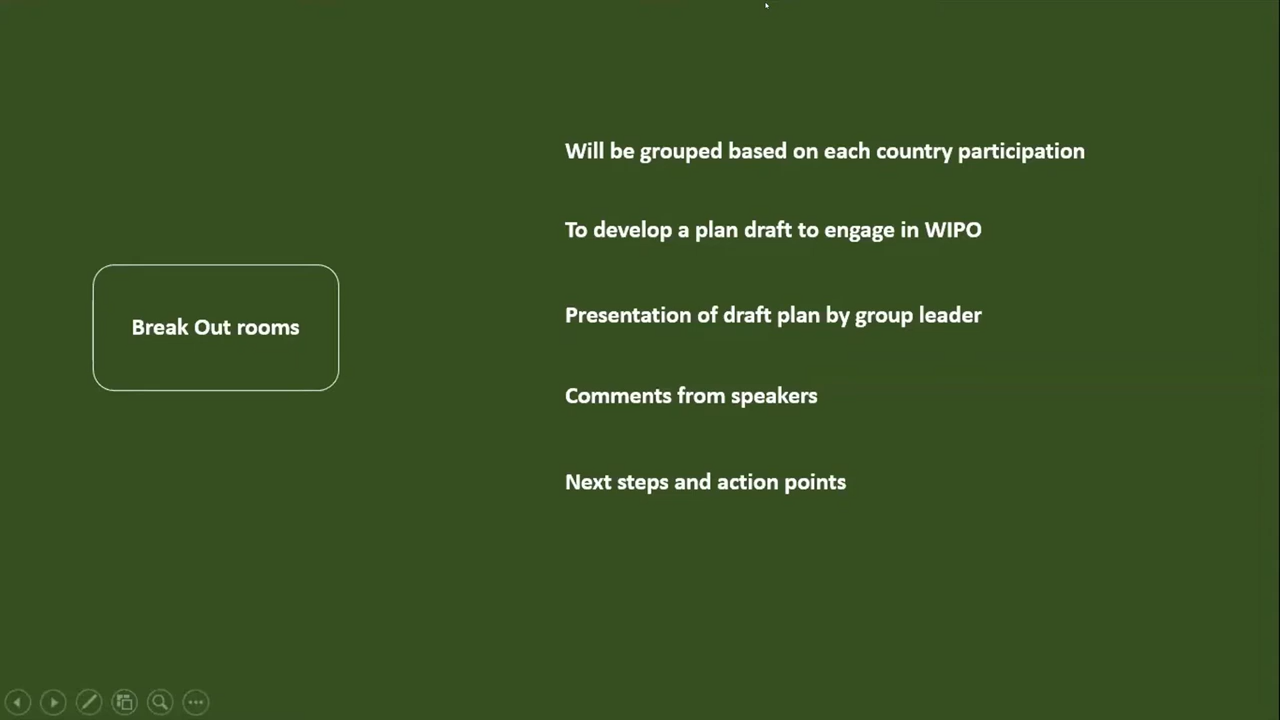 Will be grouped based on each country participation
To develop a plan draft to engage in WIPO
Break Out rooms
Presentation of draft plan by group leader
Comments from speakers
Next steps and action points